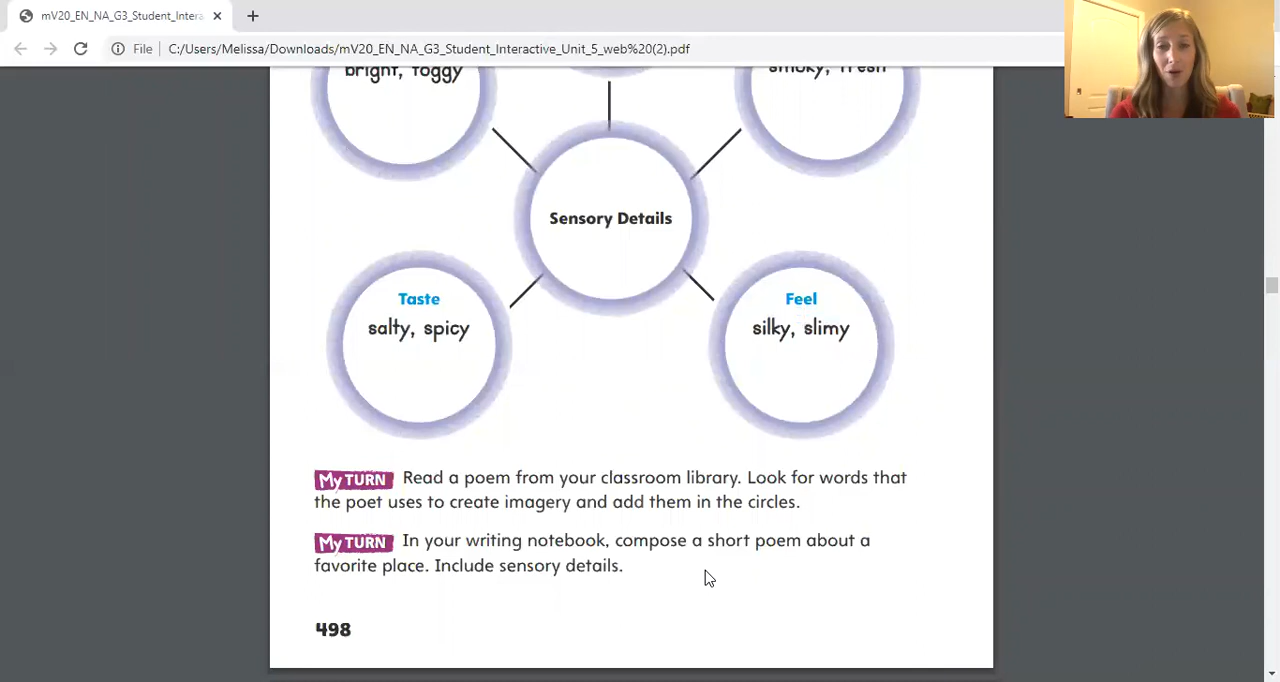 mV20_EN_NA_G3_Student_Intera
File C:/Users/Melissa/Downloads/mV20_EN_NA_G3_Student_Interactive_Unit_5_web%20(2).pdf
bright, foggy
smoky, fresh
Sensory Details
Taste
salty, spicy
Feel
silky, slimy
My TURN Read a poem from your classroom library. Look for words that
the poet uses to create imagery and add them in the circles.
My TURN In your writing notebook, compose a short poem about a
favorite place. Include sensory details.
498